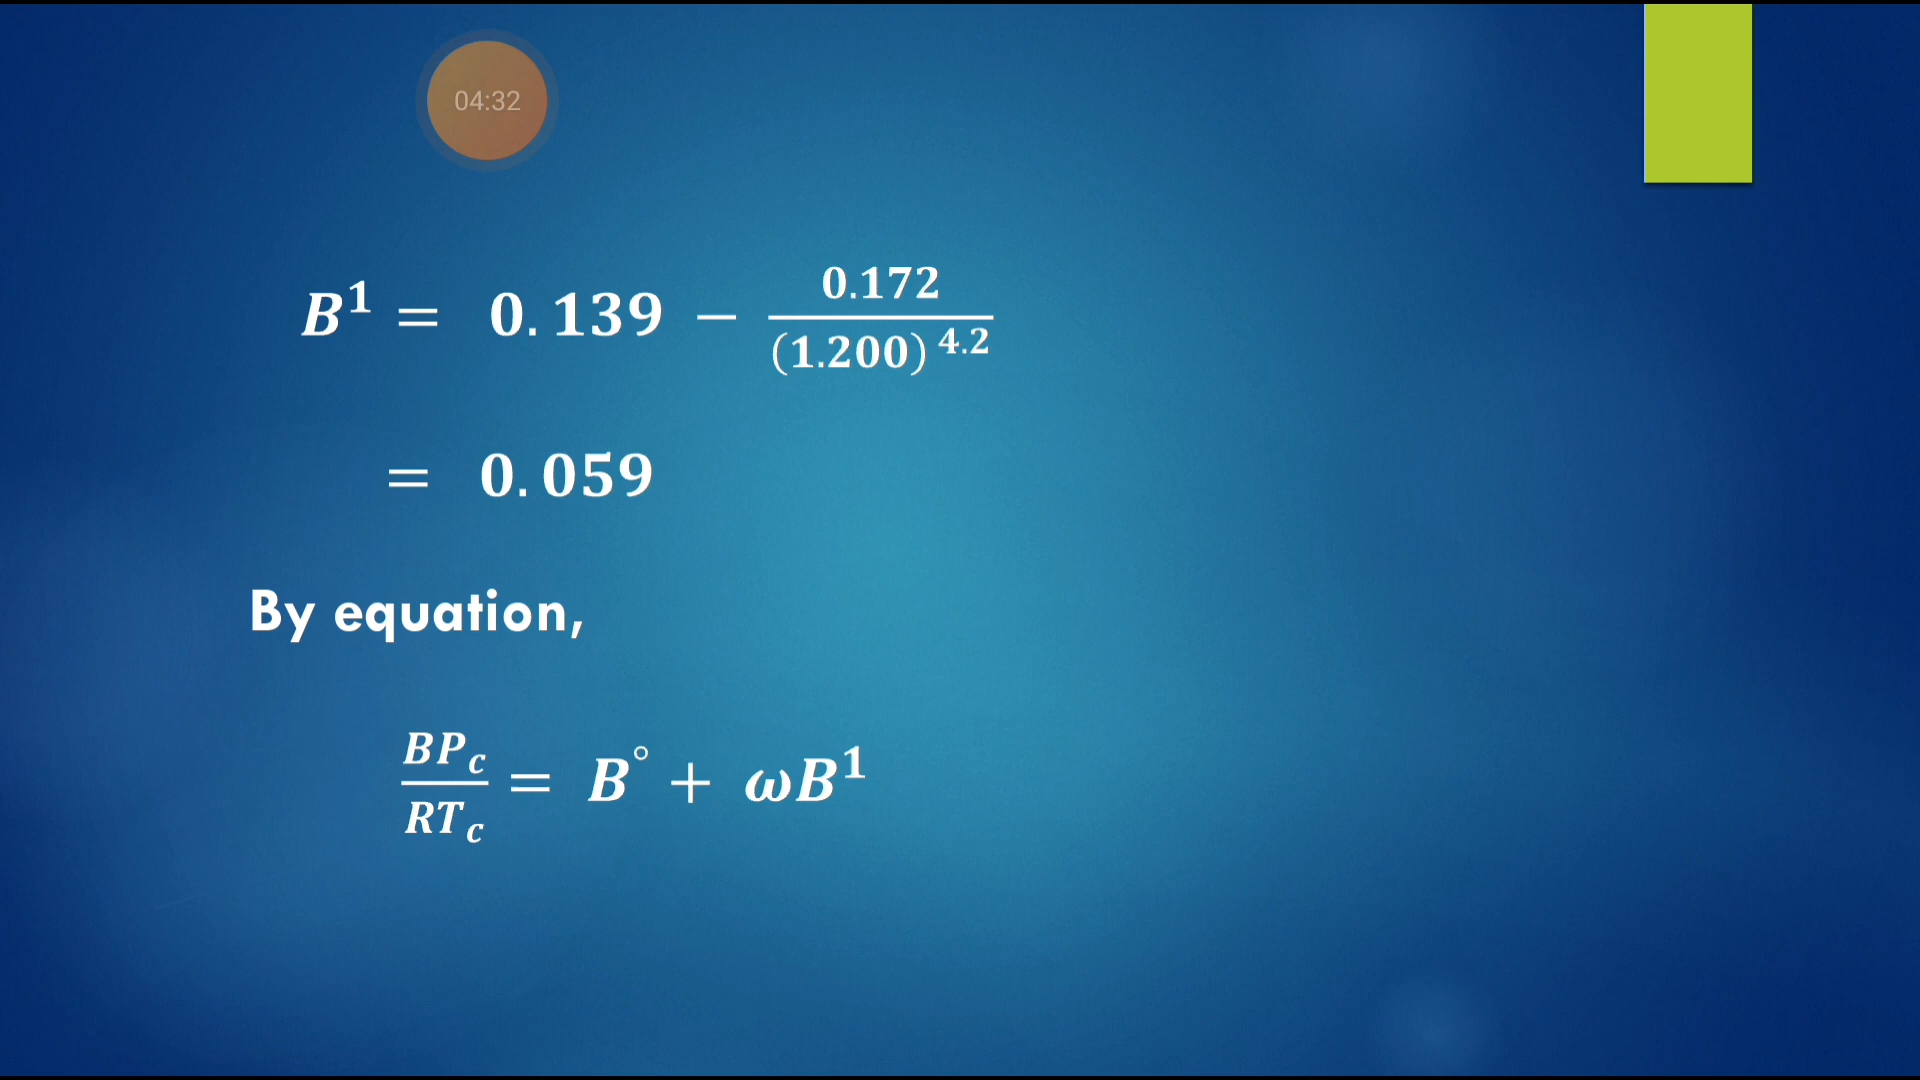 04:32
B¹ = 0.139 − 0.172 / (1.200)^4.2
= 0.059
By equation,
BP_c / RT_c = B° + ωB¹